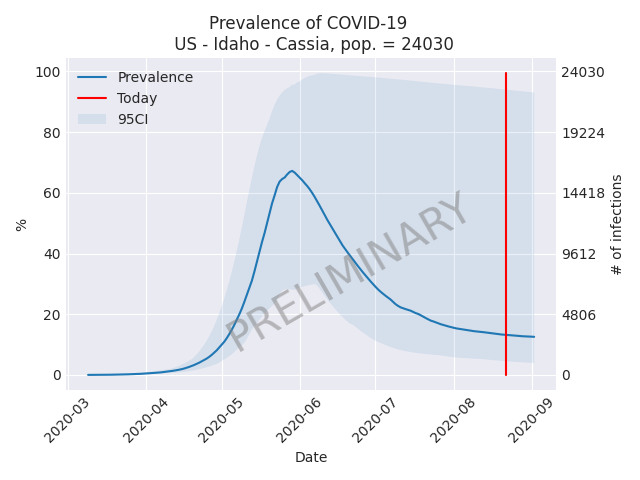 Prevalence of COVID-19
US - Idaho - Cassia, pop. = 24030
Prevalence
Today
95CI
PRELIMINARY
%
100
80
60
40
20
0
24030
19224
14418
9612
4806
0
# of infections
2020-03
2020-04
2020-05
2020-06
2020-07
2020-08
2020-09
Date